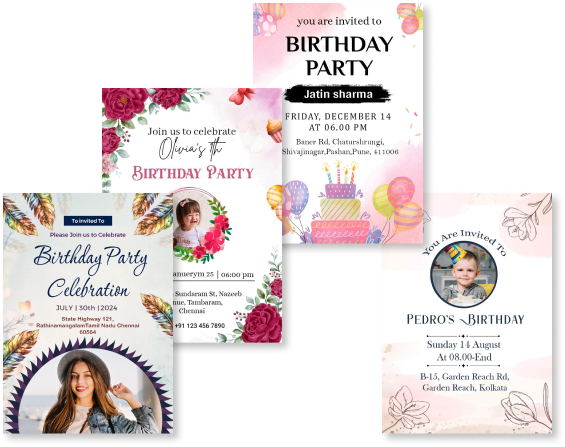 you are invited to
BIRTHDAY
PARTY
Jatin sharma
FRIDAY, DECEMBER 14
AT 06.00 PM
Baner Rd, Chaturshrungi,
Shivajinagar,Pashan,Pune, 411006
Join us to celebrate
Olivia's 7th
BIRTHDAY PARTY
06:00 pm
Sundaram St, Nazeeb
Tambaram,
Chennai
+91 123 456 7890
To invited To
Please Join us to Celebrate
Birthday Party
Celebration
JULY | 30th |2024
State Highway 121,
RathinamangalamTamil Nadu Chennai
60564
You Are Invited To
PEDRO'S BIRTHDAY
Sunday 14 August
At 08.00-End
B-15, Garden Reach Rd,
Garden Reach, Kolkata